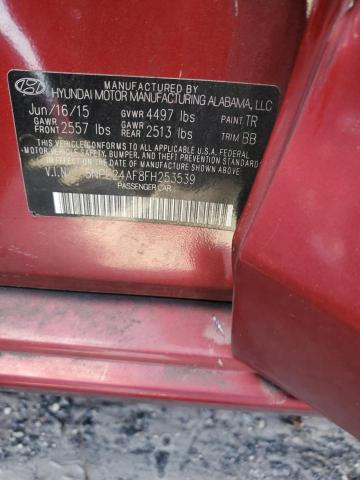 MANUFACTURED BY
HYUNDAI MOTOR MANUFACTURING ALABAMA, LLC
Jun/16/15 GVWR 4497 lbs PAINT TR
GAWR FRONT 2557 lbs GAWR REAR 2513 lbs TRIM BB
THIS VEHICLE CONFORMS TO ALL APPLICABLE U.S.A. FEDERAL
MOTOR VEHICLE SAFETY, BUMPER, AND THEFT PREVENTION
STANDARDS IN EFFECT ON THE DATE OF MANUFACTURE
SHOWN ABOVE.
V.I.N.
PASSENGER CAR